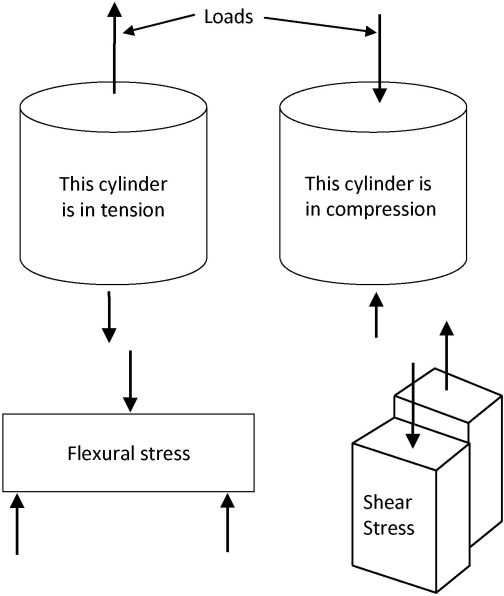 Loads
This cylinder
is in tension
This cylinder is
in compression
Flexural stress
Shear
Stress